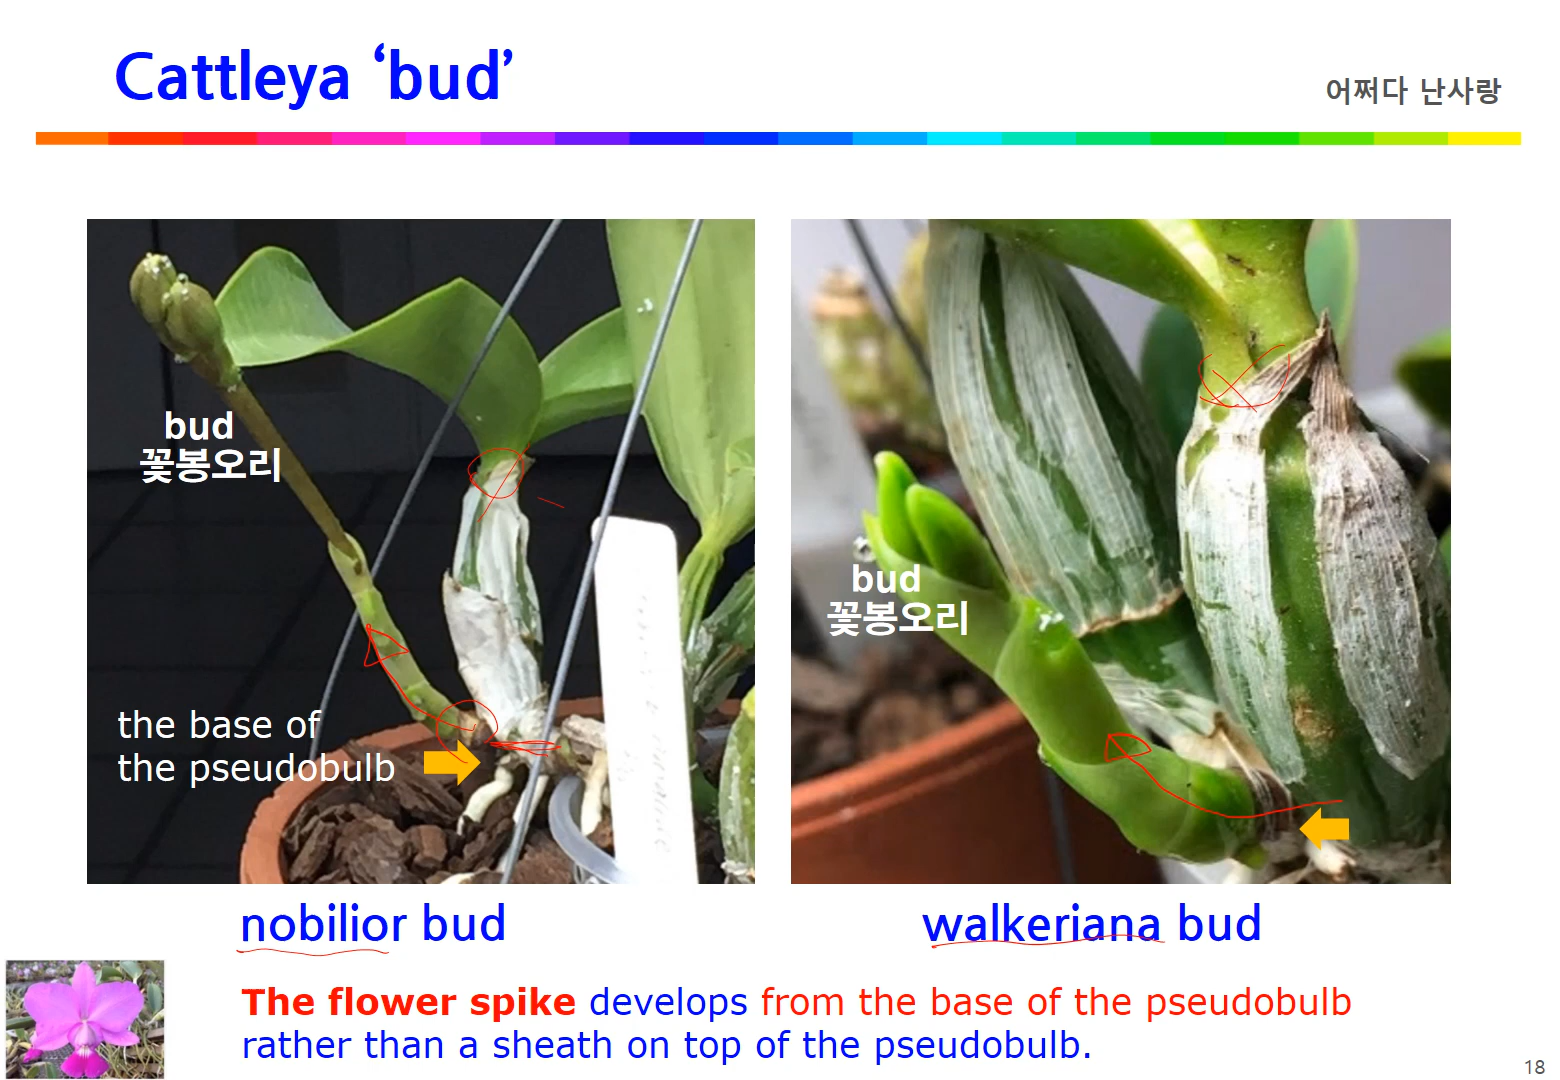 Cattleya ‘bud’
어쩌다 난사랑
bud
꽃봉오리
the base of
the pseudobulb
bud
꽃봉오리
nobilior bud
walkeriana bud
The flower spike develops from the base of the pseudobulb
rather than a sheath on top of the pseudobulb.
18